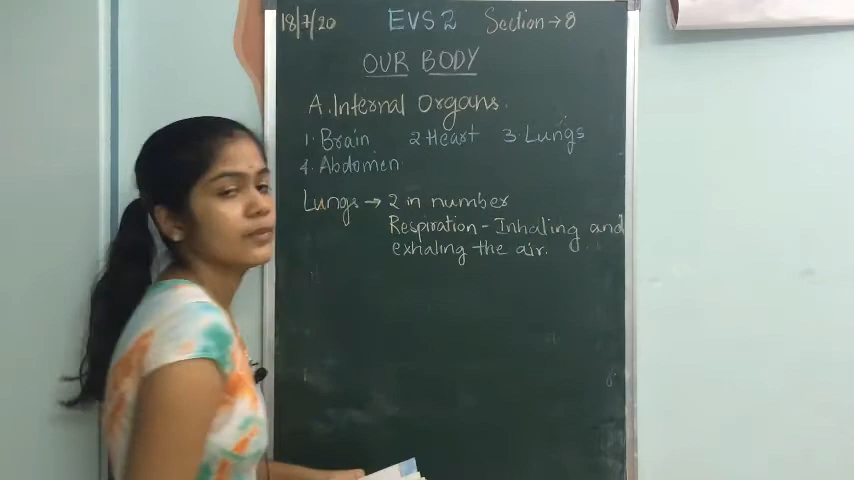 18/7/20 EVS 2 Section → 8
OUR BODY
A. Internal Organs.
1. Brain 2 Heart 3. Lungs
4. Abdomen
Lungs → 2 in number
Respiration - Inhaling and
exhaling the air.